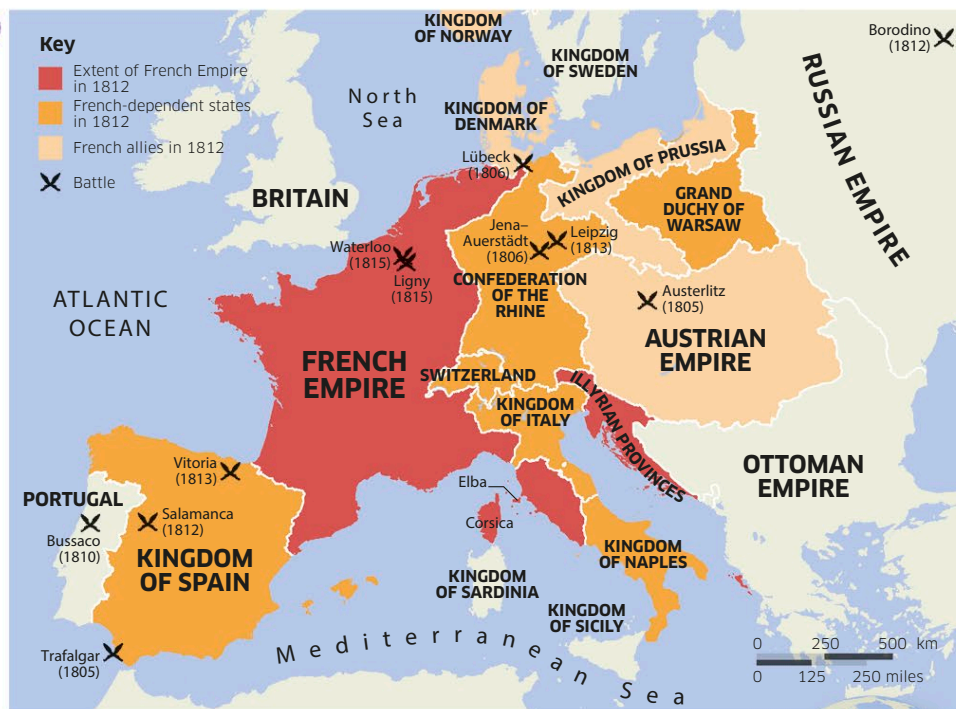 Key
Extent of French Empire
in 1812
French-dependent states
in 1812
French allies in 1812
Battle
KINGDOM
OF NORWAY
KINGDOM
OF SWEDEN
Borodino
(1812)
RUSSIAN EMPIRE
North
Sea
KINGDOM OF
DENMARK
Lübeck
(1806)
KINGDOM OF PRUSSIA
BRITAIN
GRAND
DUCHY OF
WARSAW
Jena–
Auerstädt
(1806)
Leipzig
(1813)
Waterloo
(1815)
Ligny
(1815)
CONFEDERATION
OF THE
RHINE
ATLANTIC
OCEAN
Austerlitz
(1805)
AUSTRIAN
EMPIRE
FRENCH
EMPIRE
SWITZERLAND
ILLYRIAN PROVINCES
KINGDOM
OF ITALY
OTTOMAN
EMPIRE
Vitoria
(1813)
Elba
PORTUGAL
Bussaco
(1810)
Salamanca
(1812)
Corsica
KINGDOM
OF SPAIN
KINGDOM
OF NAPLES
KINGDOM
OF SARDINIA
KINGDOM
OF SICILY
Trafalgar
(1805)
Mediterranean Sea
0 250 500 km
0 125 250 miles